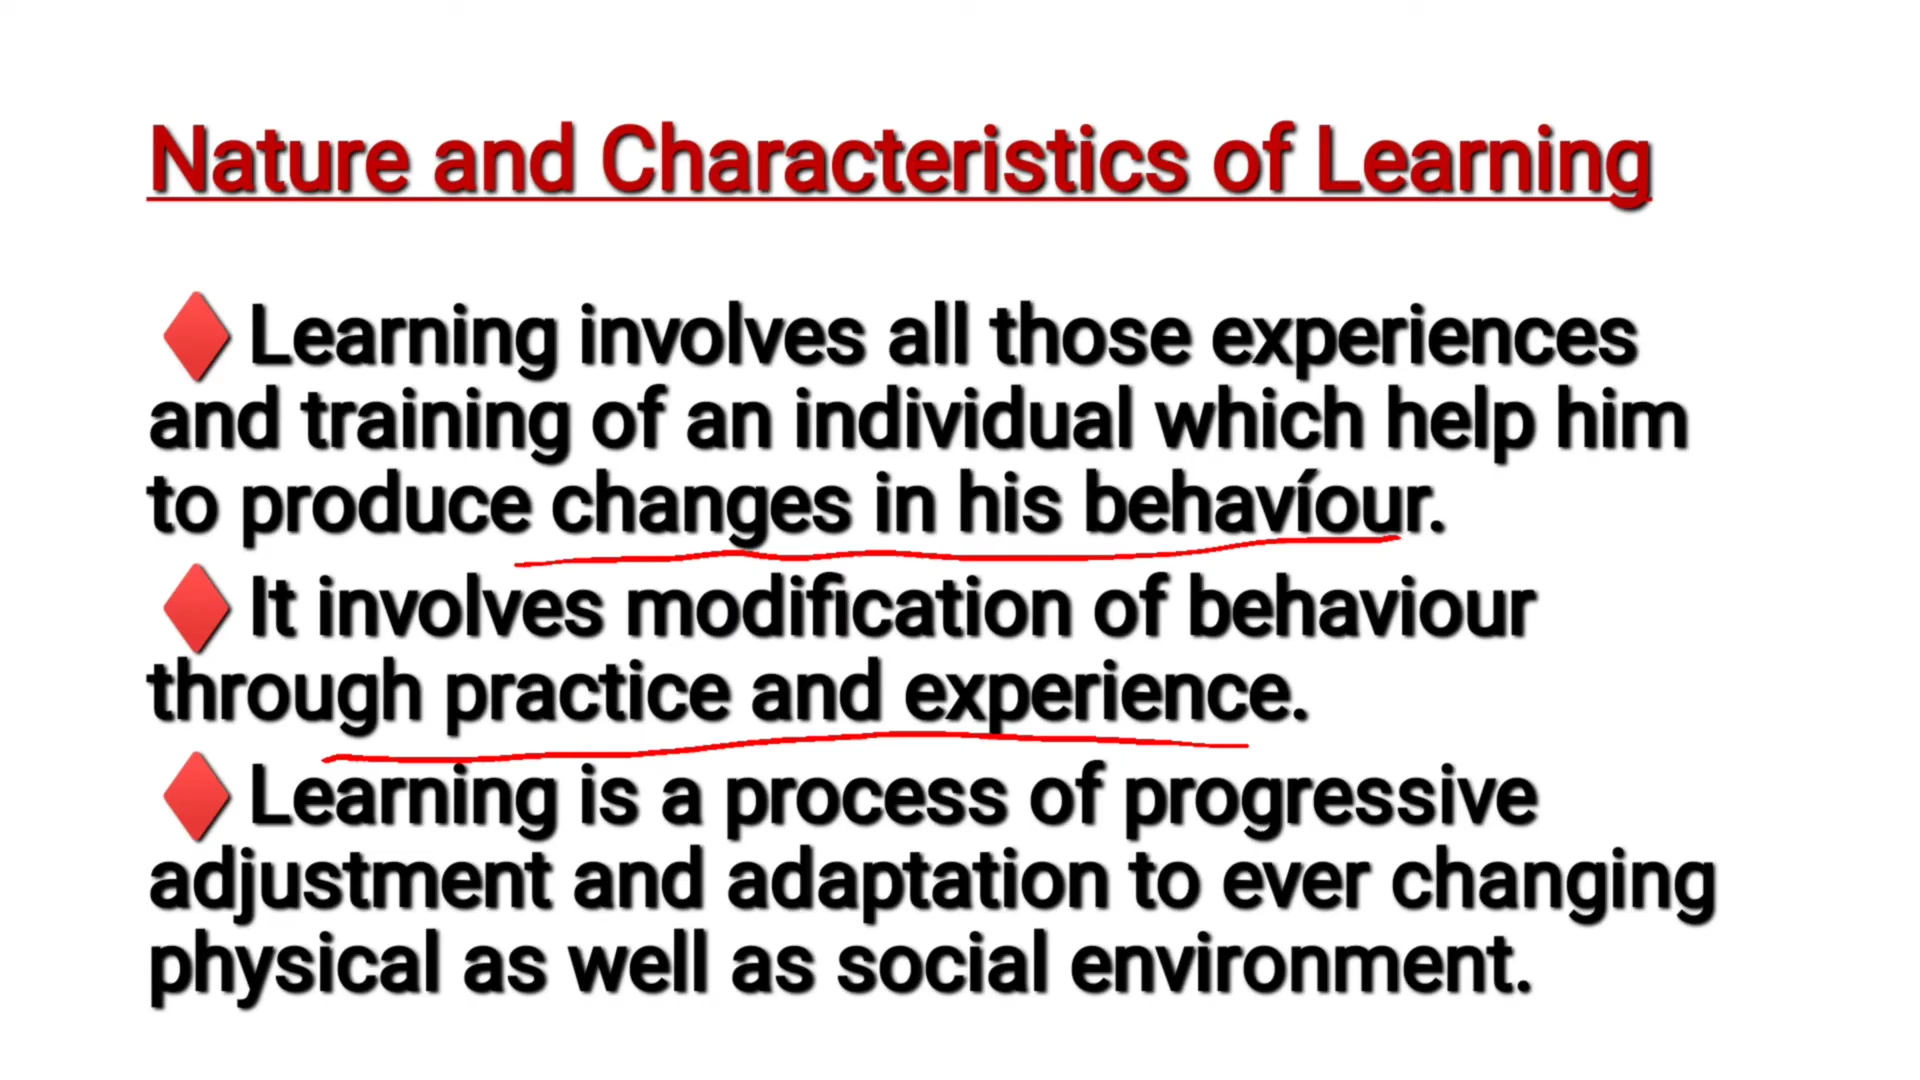 Nature and Characteristics of Learning
♦ Learning involves all those experiences
and training of an individual which help him
to produce changes in his behavíour.
♦ It involves modification of behaviour
through practice and experience.
♦ Learning is a process of progressive
adjustment and adaptation to ever changing
physical as well as social environment.